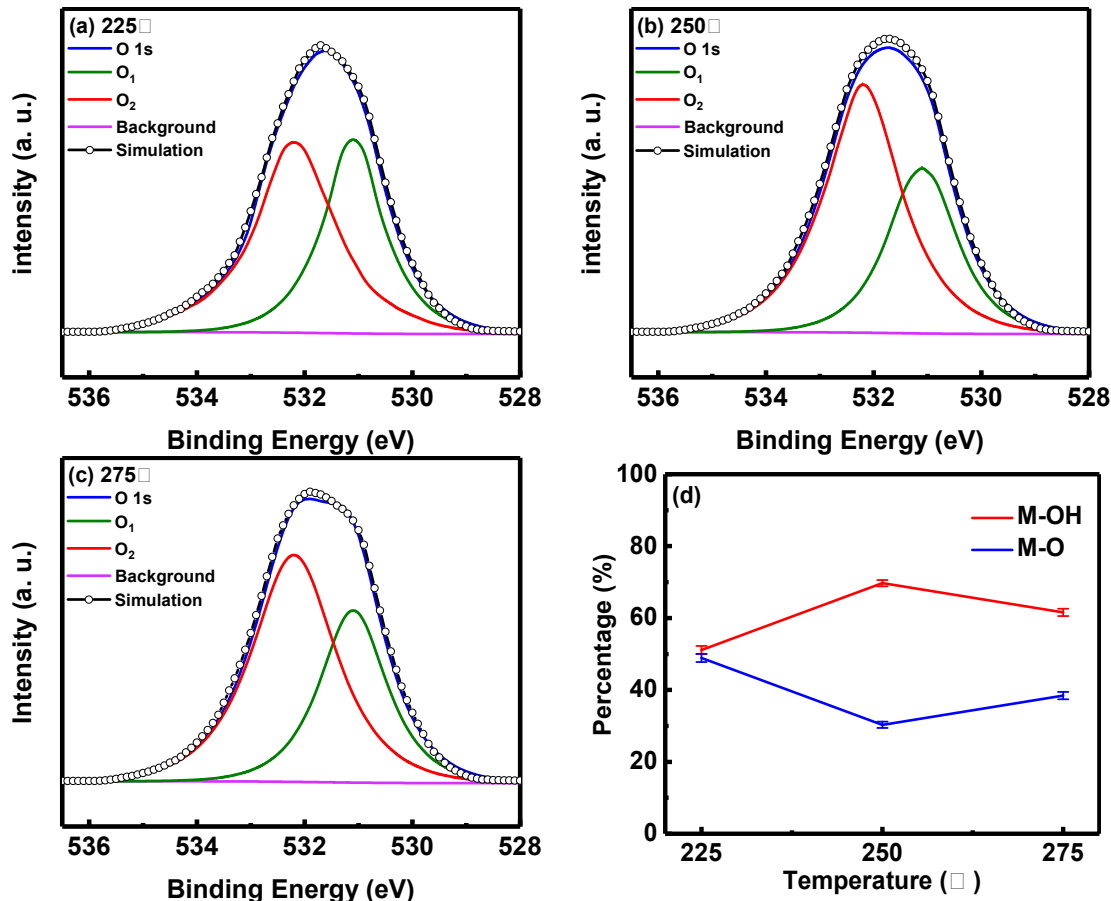 (a) 225□
O 1s
O₁
O₂
Background
Simulation
intensity (a. u.)
536 534 532 530 528
Binding Energy (eV)
(b) 250□
O 1s
O₁
O₂
Background
Simulation
intensity (a. u.)
536 534 532 530 528
Binding Energy (eV)
(c) 275□
O 1s
O₁
O₂
Background
Simulation
Intensity (a. u.)
536 534 532 530 528
Binding Energy (eV)
(d)
M-OH
M-O
Percentage (%)
100
80
60
40
20
0
225 250 275
Temperature (□ )